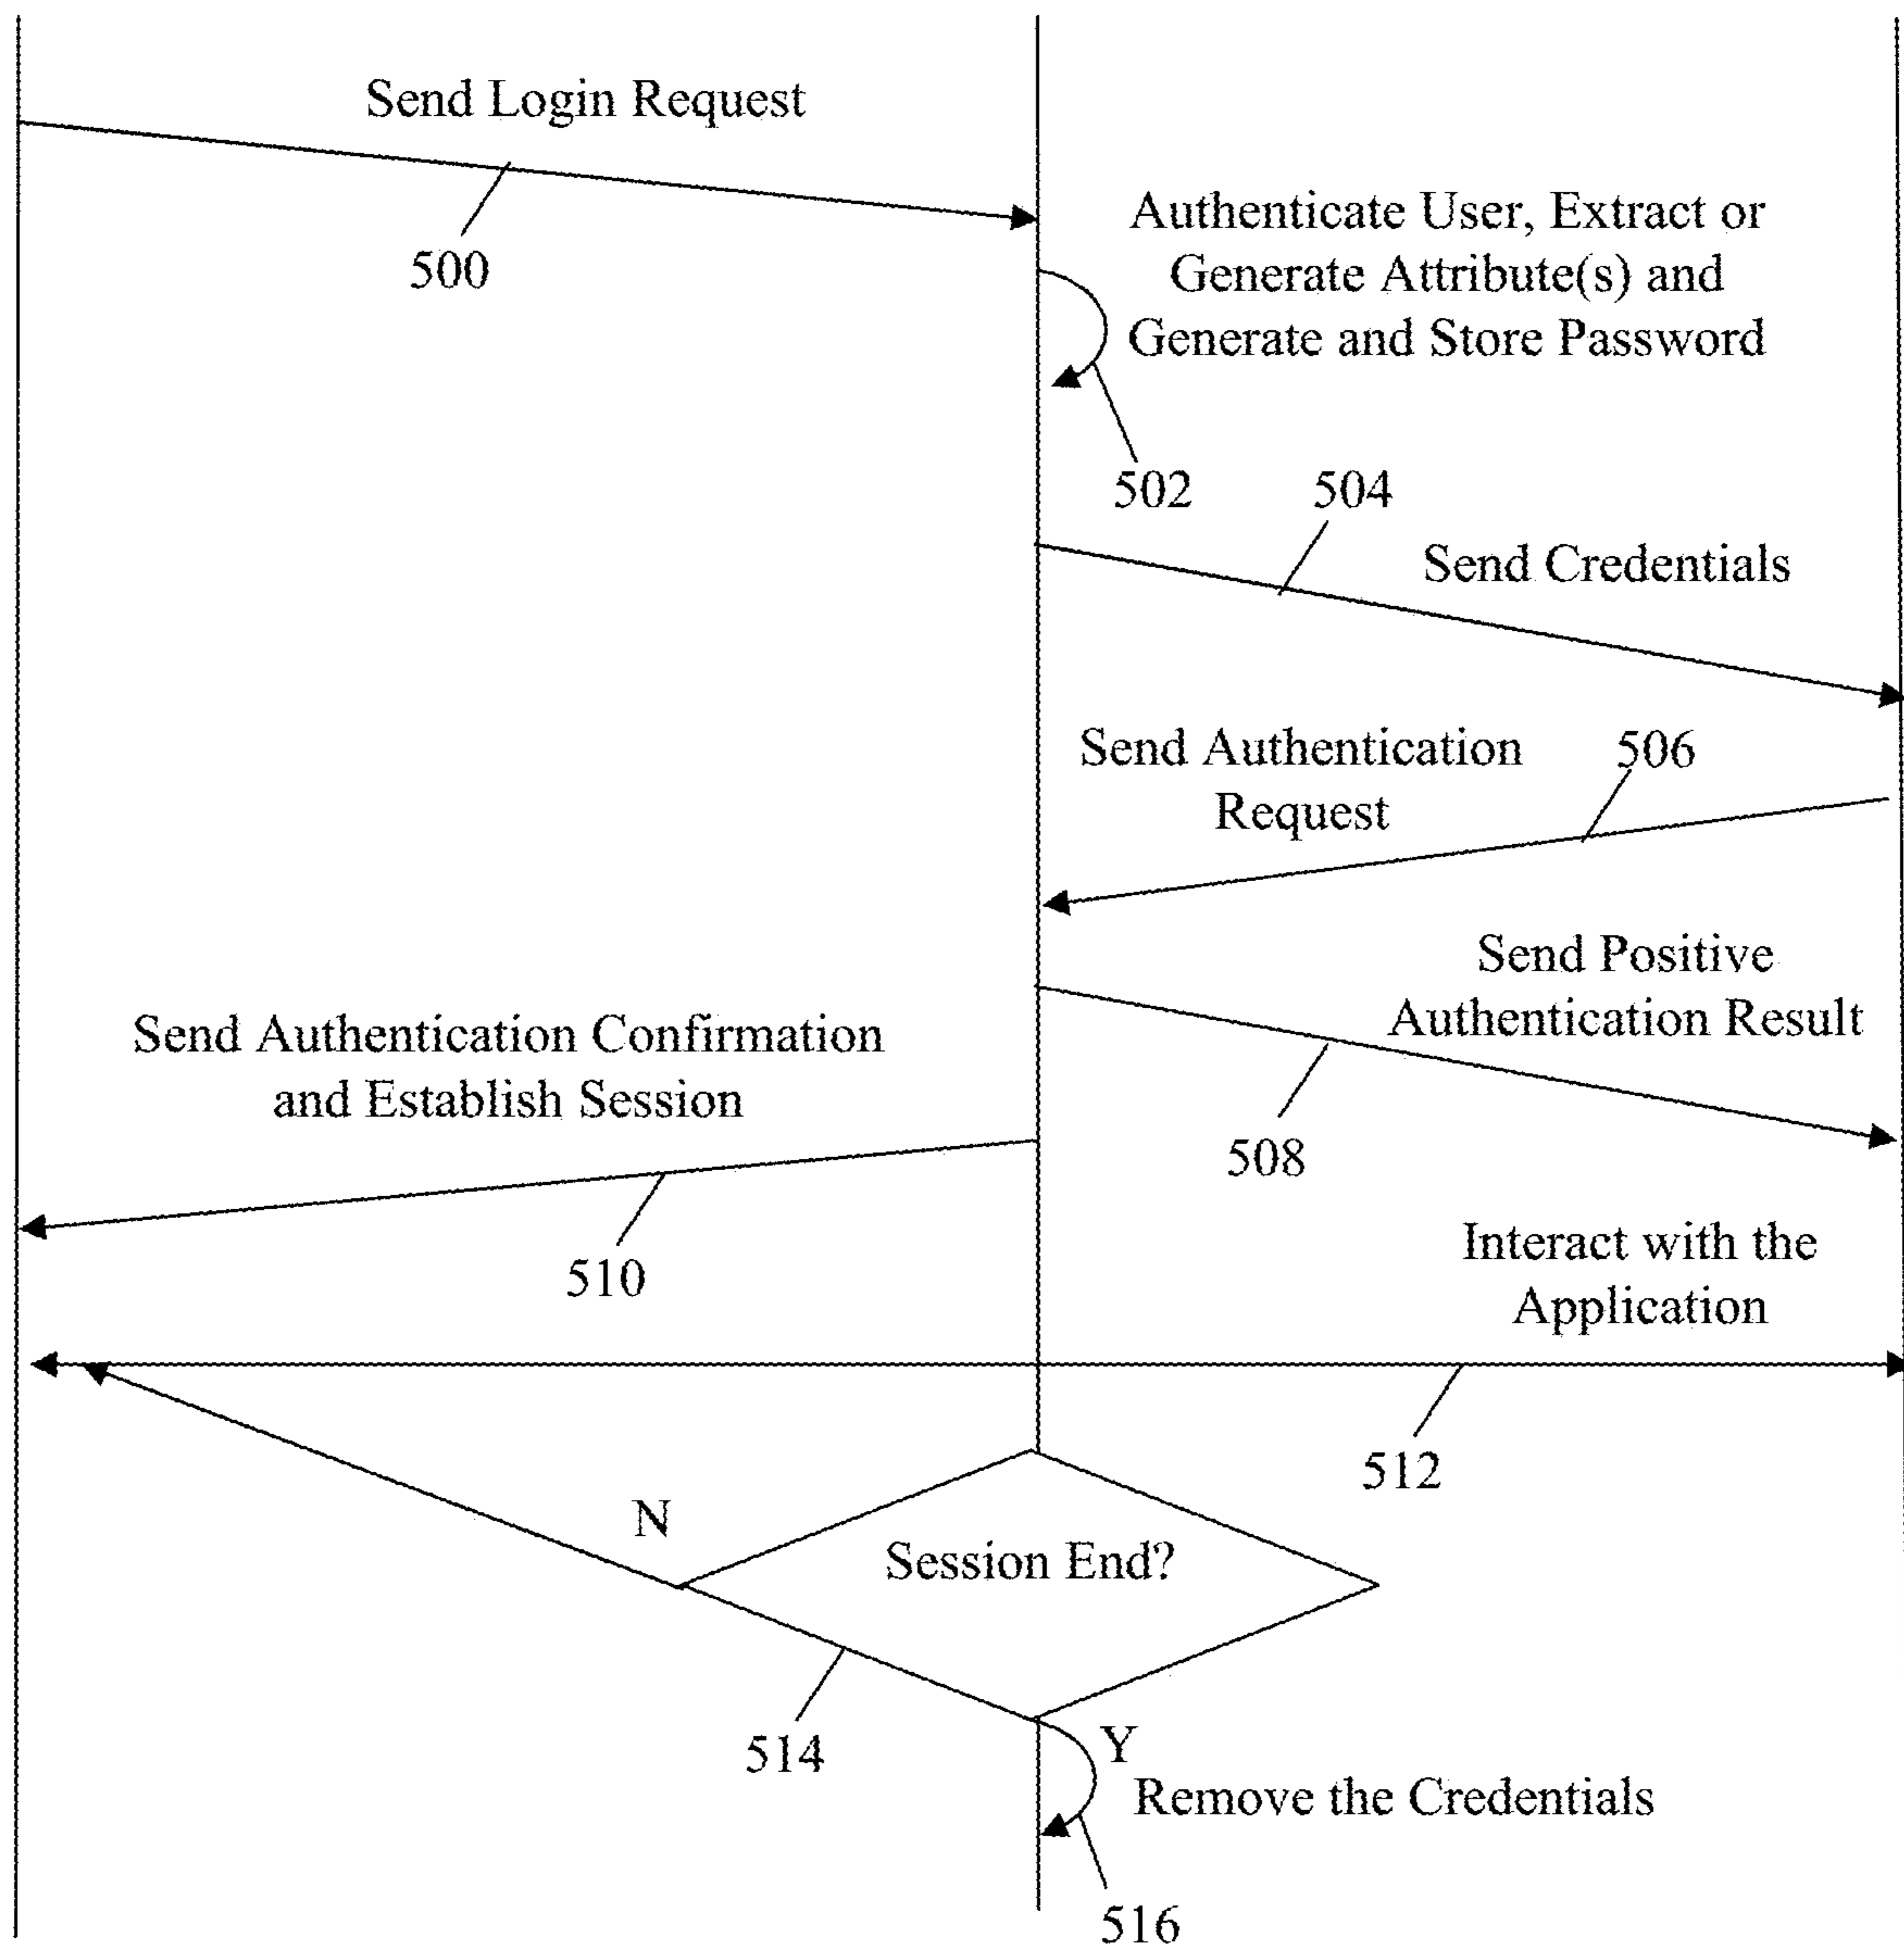 Send Login Request
500
Authenticate User, Extract or
Generate Attribute(s) and
Generate and Store Password
502
504
Send Credentials
Send Authentication
Request
506
Send Positive
Authentication Result
508
Send Authentication Confirmation
and Establish Session
510
Interact with the
Application
512
N
Session End?
514
Y
Remove the Credentials
516